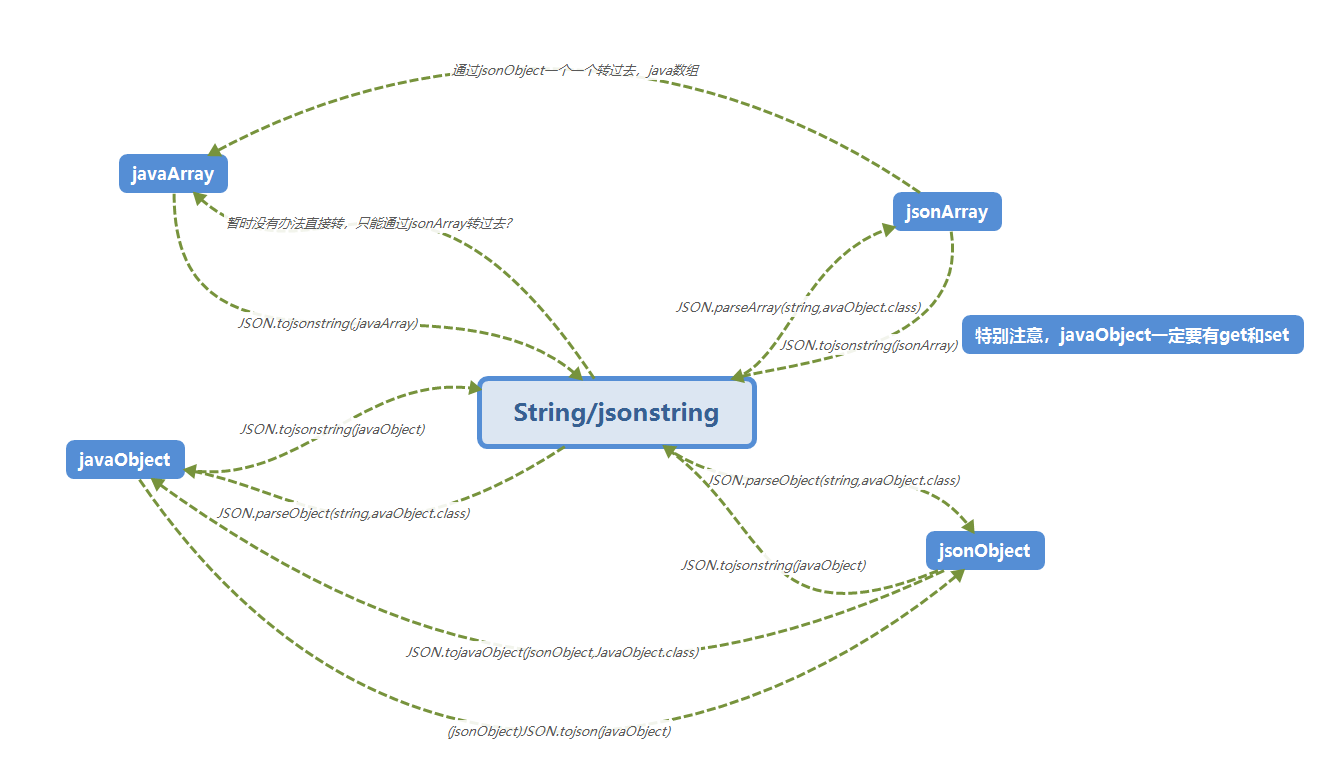 通过jsonObject一个一个转过去，java数组
javaArray
jsonArray
暂时没有办法直接转，只能通过jsonArray转过去?
JSON.parseArray(string,avaObject.class)
JSON.tojsonstring(javaArray)
特别注意，javaObject一定要有get和set
JSON.tojsonstring(jsonArray)
String/jsonstring
JSON.tojsonstring(javaObject)
javaObject
JSON.parseObject(string,avaObject.class)
JSON.parseObject(string,avaObject.class)
jsonObject
JSON.tojsonstring(javaObject)
JSON.tojavaObject(jsonObject,JavaObject.class)
(jsonObject)JSON.tojson(javaObject)